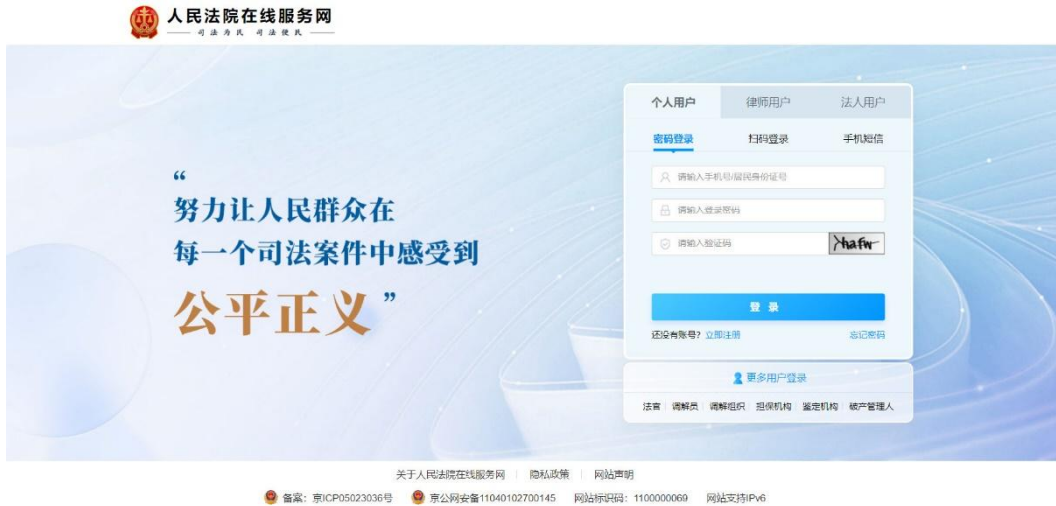 人民法院在线服务网
司法为民 司法便民
个人用户 律师用户 法人用户
密码登录 扫码登录 手机短信
“
努力让人民群众在
每一个司法案件中感受到
公平正义”
请输入手机号/居民身份证号
请输入登录密码
请输入验证码 hafw
登 录
还没有账号？立即注册 忘记密码
更多用户登录
法官 调解员 调解组织 担保机构 鉴定机构 破产管理人
关于人民法院在线服务网 隐私政策 网站声明
备案：京ICP05023036号 京公网安备11040102700145 网站标识码：1100000069 网站支持IPv6